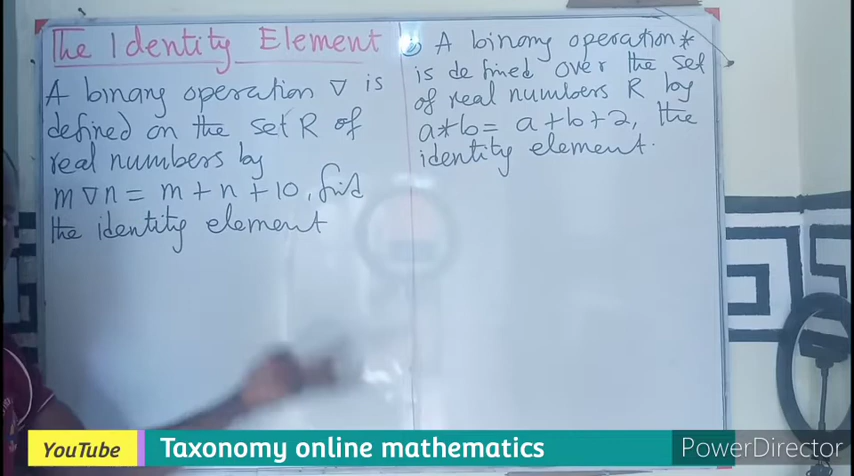 The Identity Element
A binary operation ∇ is
defined on the set R of
real numbers by
m ∇ n = m + n + 10, find
the identity element
i) A binary operation *
is defined over the set
of real numbers R by
a * b = a + b + 2, the
identity element.
YouTube Taxonomy online mathematics
PowerDirector